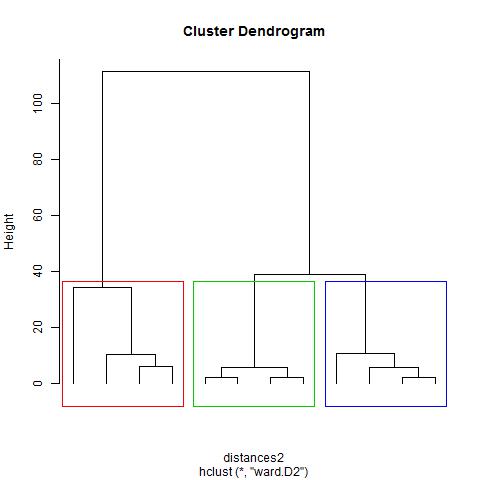 Cluster Dendrogram
Height
100
80
60
40
20
0
distances2
hclust (*, "ward.D2")